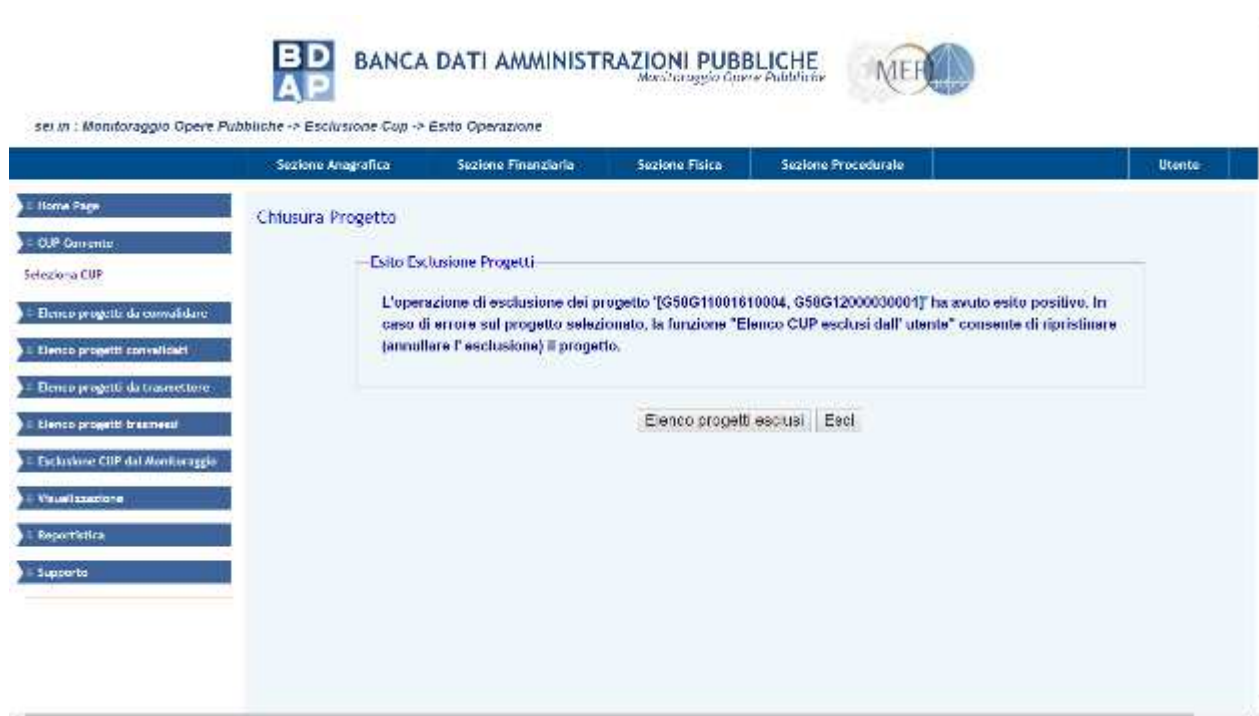 BD
AP
BANCA DATI AMMINISTRAZIONI PUBBLICHE
Monitoraggio Opere Pubbliche
MEF
sei in : Monitoraggio Opere Pubbliche -> Esclusione Cup -> Esito Operazione
Sezione Anagrafica
Sezione Finanziaria
Sezione Fisica
Sezione Procedurale
Utente
Home Page
CUP Corrente
Seleziona CUP
Elenco progetti da convalidare
Elenco progetti convalidati
Elenco progetti da trasmettere
Elenco progetti trasmessi
Esclusione CUP dal Monitoraggio
Visualizzazione
Reportistica
Supporto
Chiusura Progetto
Esito Esclusione Progetti
L'operazione di esclusione dei progetto '[G58G11001610004, G58G12000030001]' ha avuto esito positivo. In
caso di errore sul progetto selezionato, la funzione "Elenco CUP esclusi dall' utente" consente di ripristinare
(annullare l' esclusione) il progetto.
Elenco progetti esclusi
Esci